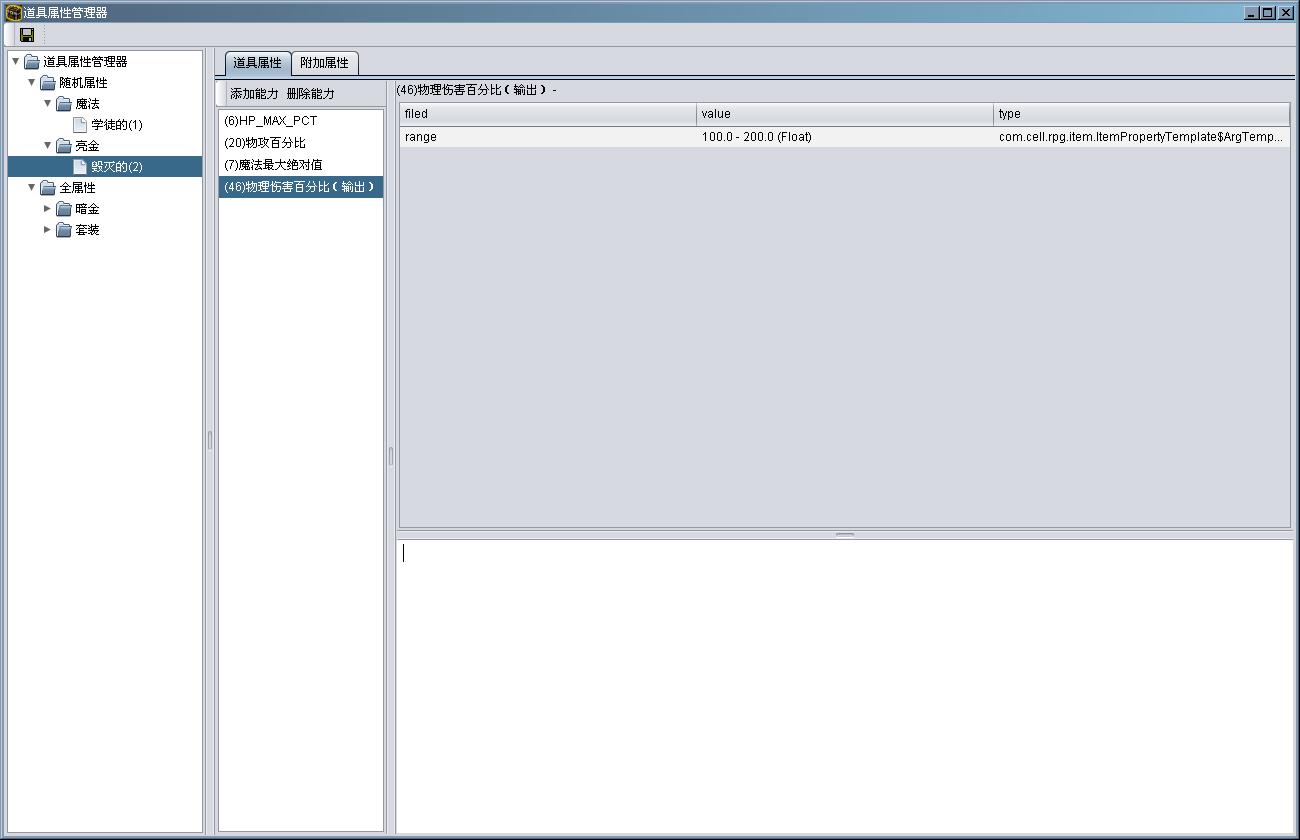 道具属性管理器
道具属性管理器
随机属性
魔法
学徒的(1)
亮金
毁灭的(2)
全属性
暗金
套装
道具属性 附加属性
添加能力 删除能力
(6)HP_MAX_PCT
(20)物攻百分比
(7)魔法最大绝对值
(46)物理伤害百分比（输出）
(46)物理伤害百分比（输出） -
filed value type
range 100.0 - 200.0 (Float) com.cell.rpg.item.ItemPropertyTemplate$ArgTemp...